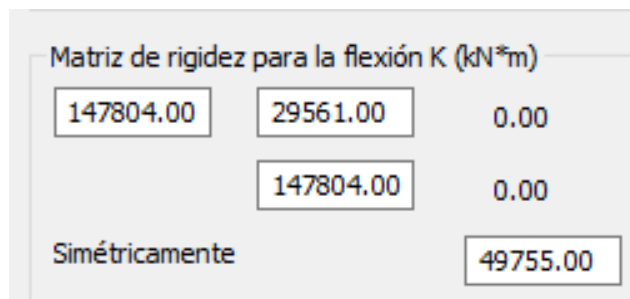 Matriz de rigidez para la flexión K (kN*m)
147804.00 29561.00 0.00
147804.00 0.00
Simétricamente 49755.00